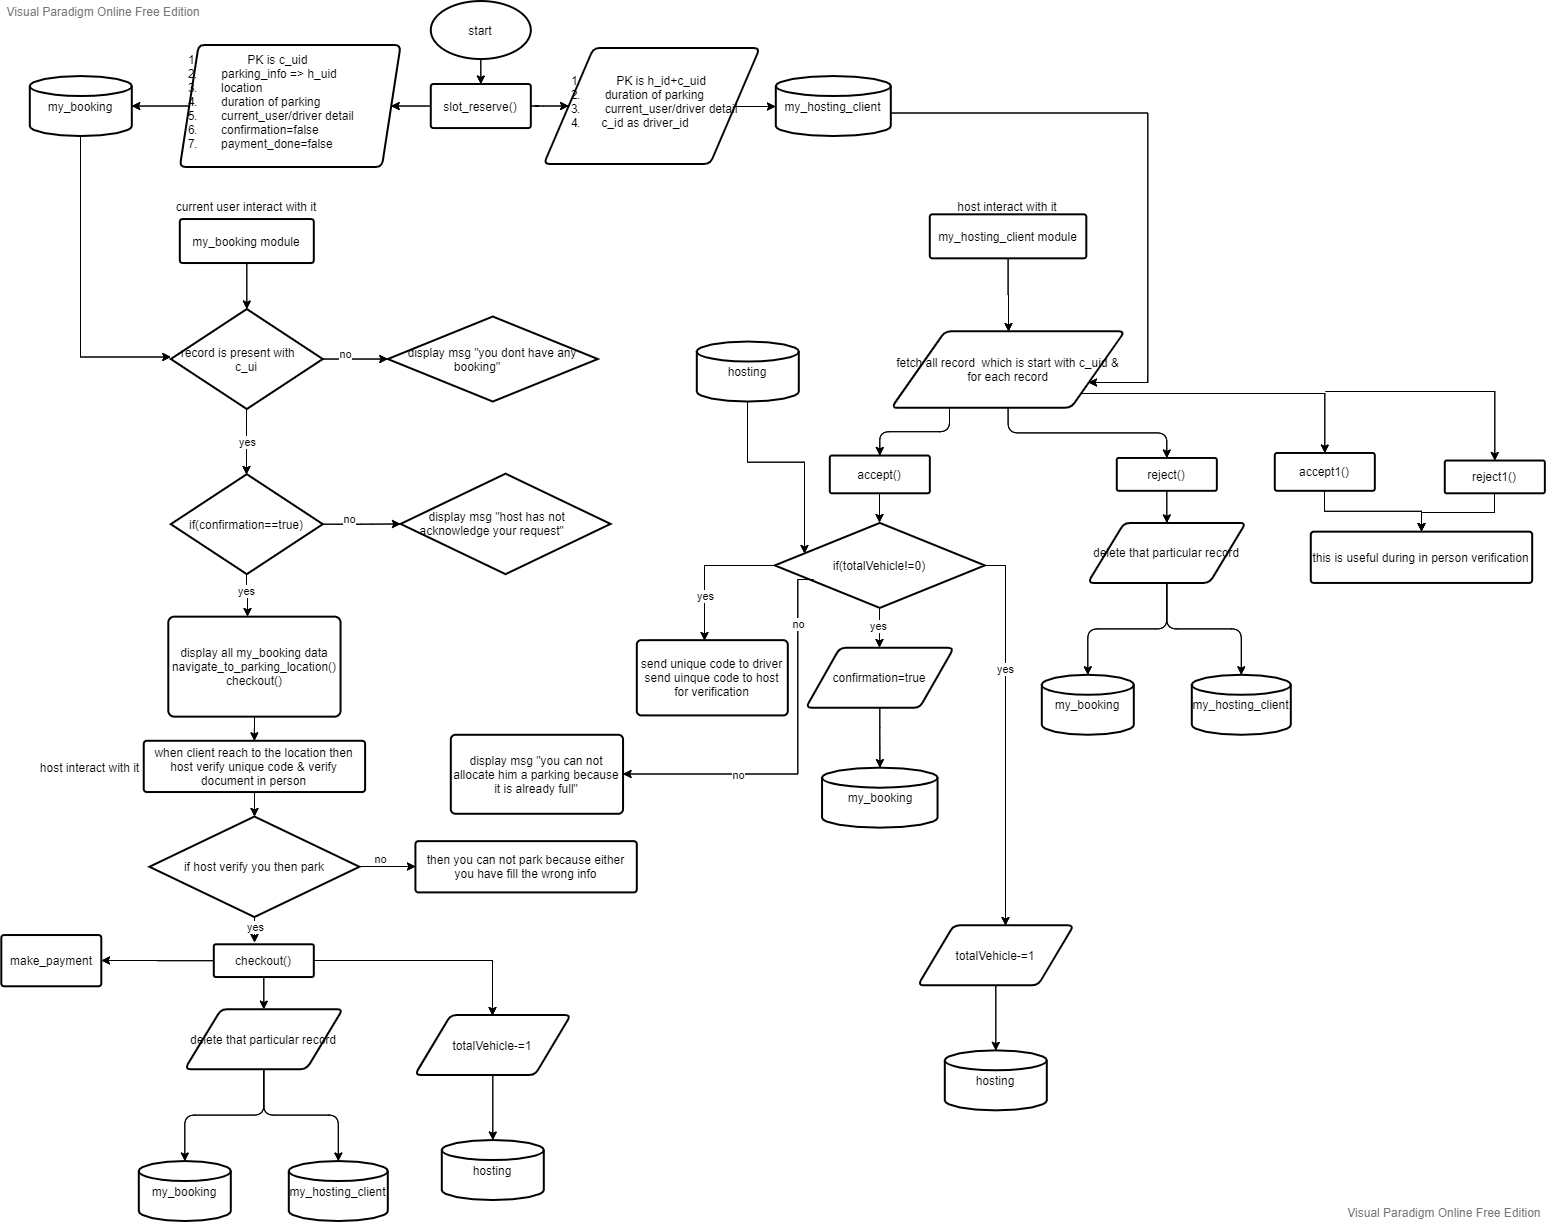 Visual Paradigm Online Free Edition
start
1. PK is c_uid
2. parking_info => h_uid
3. location
4. duration of parking
5. current_user/driver detail
6. confirmation=false
7. payment_done=false
1. PK is h_id+c_uid
2. duration of parking
3. current_user/driver detail
4. c_id as driver_id
my_booking
slot_reserve()
my_hosting_client
current user interact with it
my_booking module
host interact with it
my_hosting_client module
record is present with
c_ui
no
display msg "you dont have any
booking"
hosting
fetch all record which is start with c_uid &
for each record
yes
accept()
reject()
accept1()
reject1()
if(confirmation==true)
no
display msg "host has not
acknowledge your request"
if(totalVehicle!=0)
delete that particular record
this is useful during in person verification
yes
yes
no
yes
yes
display all my_booking data
navigate_to_parking_location()
checkout()
send unique code to driver
send uinque code to host
for verification
confirmation=true
my_booking
my_hosting_client
host interact with it
when client reach to the location then
host verify unique code & verify
document in person
display msg "you can not
allocate him a parking because
it is already full"
no
my_booking
if host verify you then park
no
then you can not park because either
you have fill the wrong info
yes
make_payment
checkout()
totalVehicle-=1
delete that particular record
totalVehicle-=1
hosting
my_booking
my_hosting_client
hosting
Visual Paradigm Online Free Edition